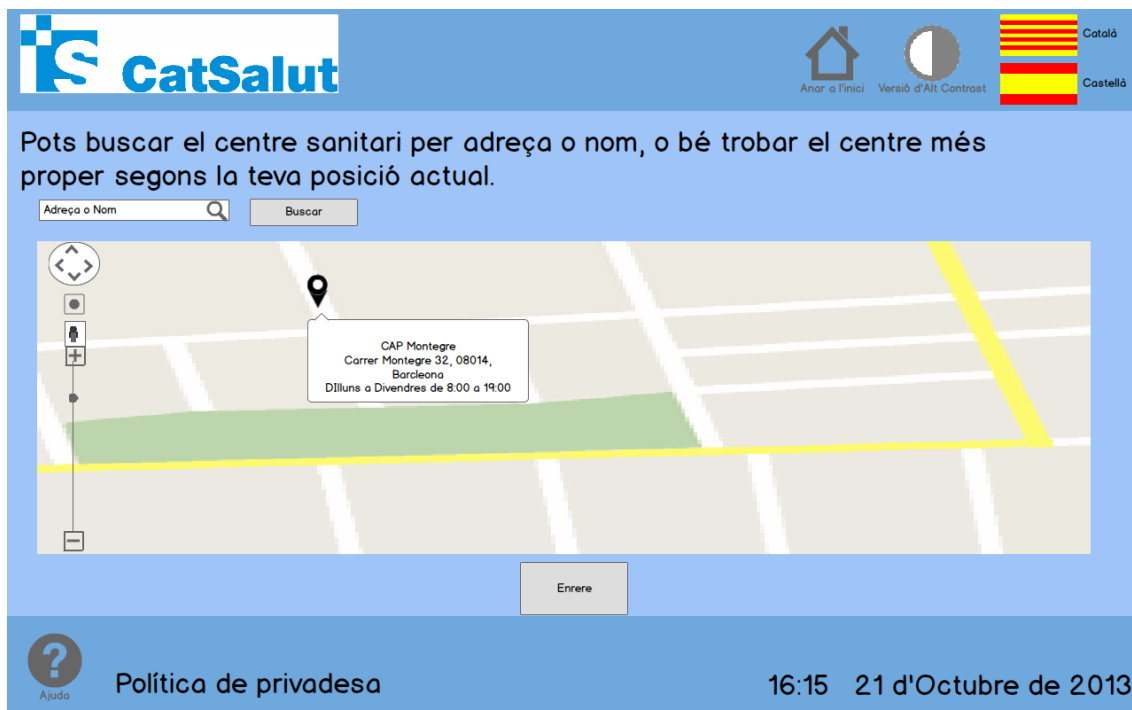 CatSalut
Anar a l'inici
Versió d'Alt Contrast
Català
Castellà
Pots buscar el centre sanitari per adreça o nom, o bé trobar el centre més
proper segons la teva posició actual.
Adreça o Nom
Buscar
CAP Montegre
Carrer Montegre 32, 08014,
Barcleona
DIlluns a Divendres de 8:00 a 19:00
Enrere
?
Ajuda
Política de privadesa
16:15 21 d'Octubre de 2013